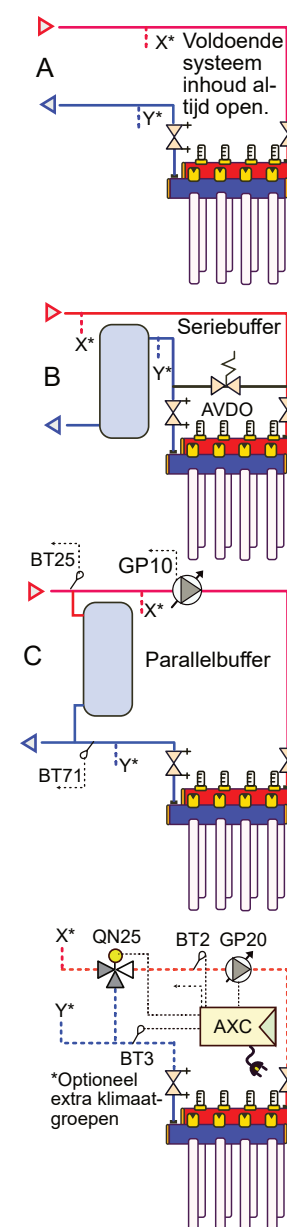 A
X*
Voldoende
systeem
inhoud al-
tijd open.
Y*
X*
Seriebuffer
Y*
B
AVDO
BT25
GP10
X*
C
Parallelbuffer
BT71
Y*
X*
QN25
BT2
GP20
Y*
AXC
BT3
*Optioneel
extra klimaat-
groepen